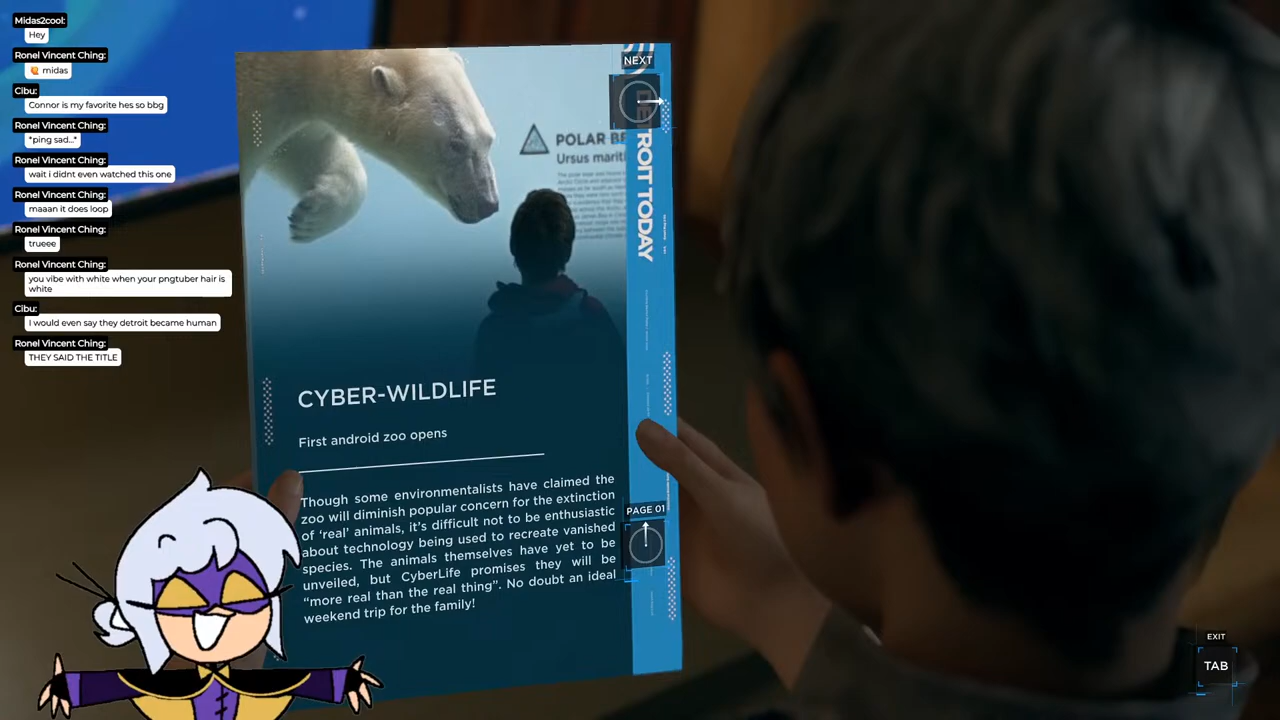 Midas2cool:
Hey
Ronel Vincent Ching:
midas
Cibu:
Connor is my favorite hes so bbg
Ronel Vincent Ching:
*ping sad...*
Ronel Vincent Ching:
wait i didnt even watched this one
Ronel Vincent Ching:
maaan it does loop
Ronel Vincent Ching:
trueee
Ronel Vincent Ching:
you vibe with white when your pngtuber hair is
white
Cibu:
I would even say they detroit became human
Ronel Vincent Ching:
THEY SAID THE TITLE
NEXT
POLAR BE
Ursus mariti
TROIT TODAY
CYBER-WILDLIFE
First android zoo opens
Though some environmentalists have claimed the
zoo will diminish popular concern for the extinction
of ‘real’ animals, it’s difficult not to be enthusiastic
about technology being used to recreate vanished
species. The animals themselves have yet to be
unveiled, but CyberLife promises they will be
“more real than the real thing”. No doubt an ideal
weekend trip for the family!
PAGE 01
EXIT
TAB